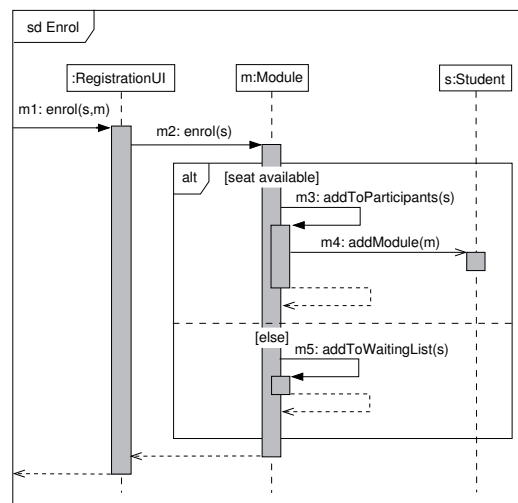 sd Enrol
:RegistrationUI
m:Module
s:Student
m1: enrol(s,m)
m2: enrol(s)
alt
[seat available]
m3: addToParticipants(s)
m4: addModule(m)
[else]
m5: addToWaitingList(s)